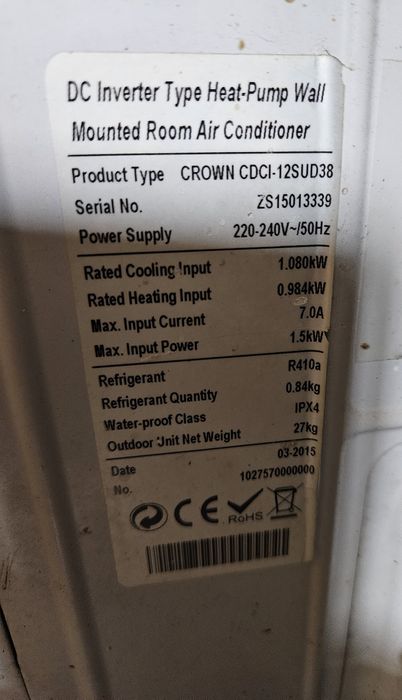 DC Inverter Type Heat-Pump Wall
Mounted Room Air Conditioner
Product Type CROWN CDCI-12SUD38
Serial No. ZS15013339
Power Supply 220-240V~/50Hz
Rated Cooling Input 1.080kW
Rated Heating Input 0.984kW
Max. Input Current 7.0A
Max. Input Power 1.5kW
Refrigerant R410a
Refrigerant Quantity 0.84kg
Water-proof Class IPX4
Outdoor Unit Net Weight 27kg
Date 03-2015
No. 1027570000000
CE
RoHS